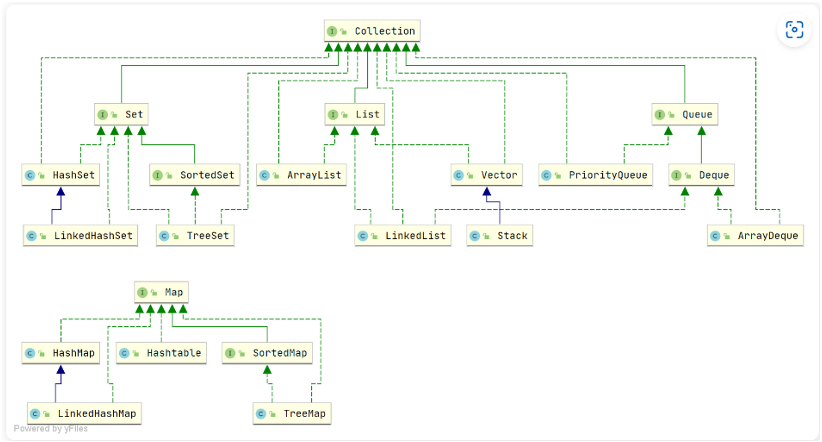 I Collection
I Set
I List
I Queue
C HashSet
I SortedSet
C ArrayList
C Vector
C PriorityQueue
I Deque
C LinkedHashSet
C TreeSet
C LinkedList
C Stack
C ArrayDeque
I Map
C HashMap
C Hashtable
I SortedMap
C LinkedHashMap
C TreeMap
Powered by yFiles